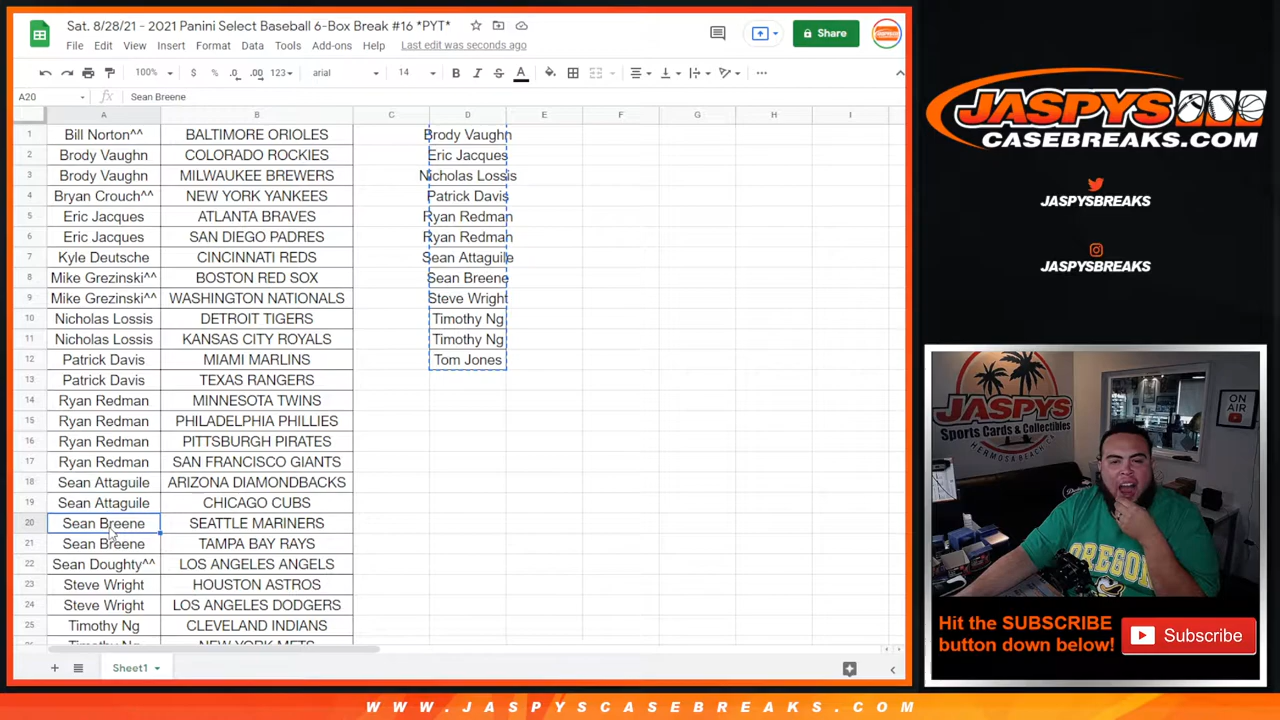 Sat. 8/28/21 - 2021 Panini Select Baseball 6-Box Break #16 *PYT*
File Edit View Insert Format Data Tools Add-ons Help Last edit was seconds ago
Share
100% $ % .0 .00 123 arial 14 B I S A
A20 fx Sean Breene
A B C D E F G H I
1 Bill Norton^^ BALTIMORE ORIOLES Brody Vaughn
2 Brody Vaughn COLORADO ROCKIES Eric Jacques
3 Brody Vaughn MILWAUKEE BREWERS Nicholas Lossis
4 Bryan Crouch^^ NEW YORK YANKEES Patrick Davis
5 Eric Jacques ATLANTA BRAVES Ryan Redman
6 Eric Jacques SAN DIEGO PADRES Ryan Redman
7 Kyle Deutsche CINCINNATI REDS Sean Attaguile
8 Mike Grezinski^^ BOSTON RED SOX Sean Breene
9 Mike Grezinski^^ WASHINGTON NATIONALS Steve Wright
10 Nicholas Lossis DETROIT TIGERS Timothy Ng
11 Nicholas Lossis KANSAS CITY ROYALS Timothy Ng
12 Patrick Davis MIAMI MARLINS Tom Jones
13 Patrick Davis TEXAS RANGERS
14 Ryan Redman MINNESOTA TWINS
15 Ryan Redman PHILADELPHIA PHILLIES
16 Ryan Redman PITTSBURGH PIRATES
17 Ryan Redman SAN FRANCISCO GIANTS
18 Sean Attaguile ARIZONA DIAMONDBACKS
19 Sean Attaguile CHICAGO CUBS
20 Sean Breene SEATTLE MARINERS
21 Sean Breene TAMPA BAY RAYS
22 Sean Doughty^^ LOS ANGELES ANGELS
23 Steve Wright HOUSTON ASTROS
24 Steve Wright LOS ANGELES DODGERS
25 Timothy Ng CLEVELAND INDIANS
Timothy Ng NEW YORK METS
Sheet1
JASPYS
CASEBREAKS.COM
JASPYSBREAKS
JASPYSBREAKS
JASPYS
Sports Cards & Collectibles
HERMOSA BEACH, CA
ON AIR
OREGON
Hit the SUBSCRIBE
button down below!
Subscribe
WWW.JASPYSCASEBREAKS.COM